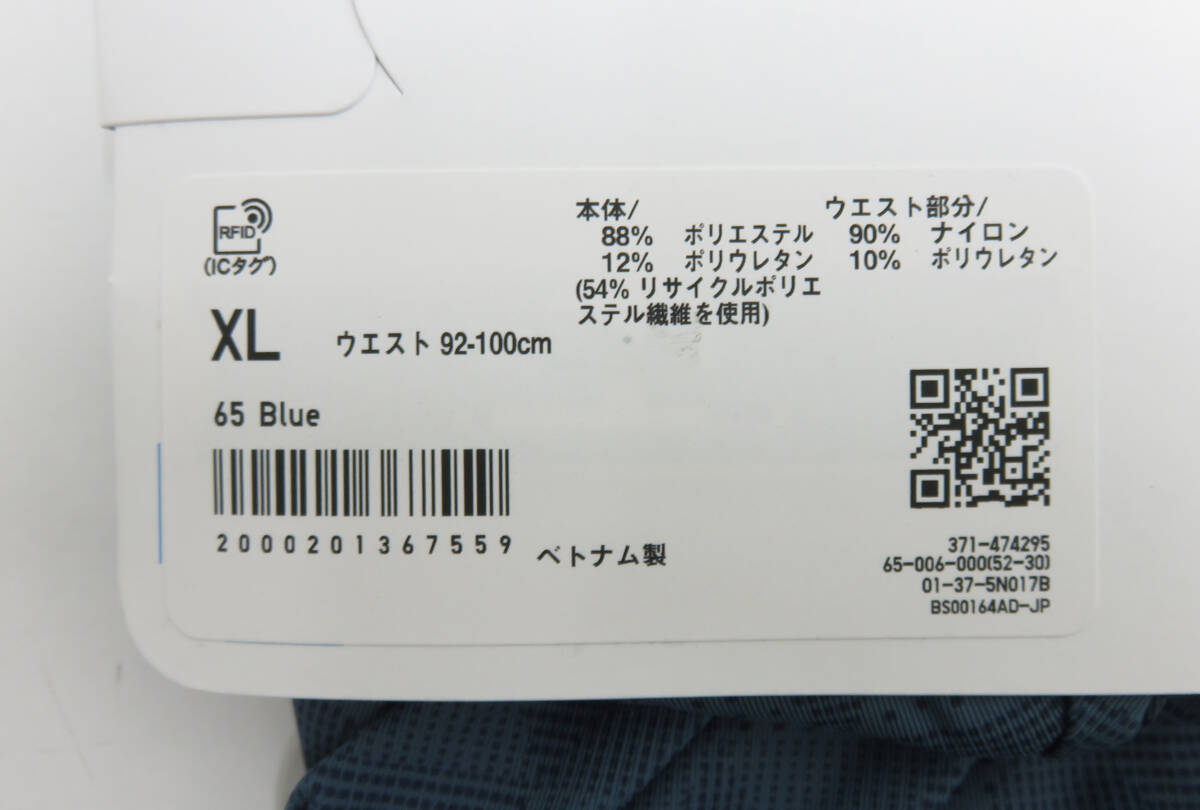 RFID
(ICタグ)
XL ウエスト 92-100cm
65 Blue
2000201367559
ベトナム製
本体/
88% ポリエステル
12% ポリウレタン
(54% リサイクルポリエ
ステル繊維を使用)
ウエスト部分/
90% ナイロン
10% ポリウレタン
371-474295
65-006-000(52-30)
01-37-5N017B
BS00164AD-JP